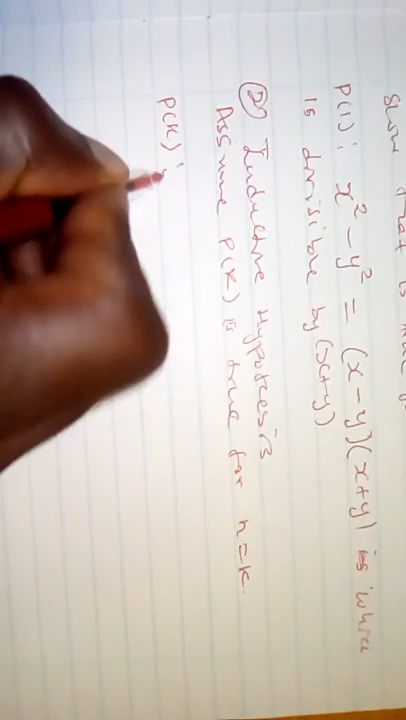 show that is true
P(1): x² - y² = (x-y)(x+y) is which
is divisible by (x+y)
② Inductive Hypothesis
Assume P(k) is true for n=k.
P(k):